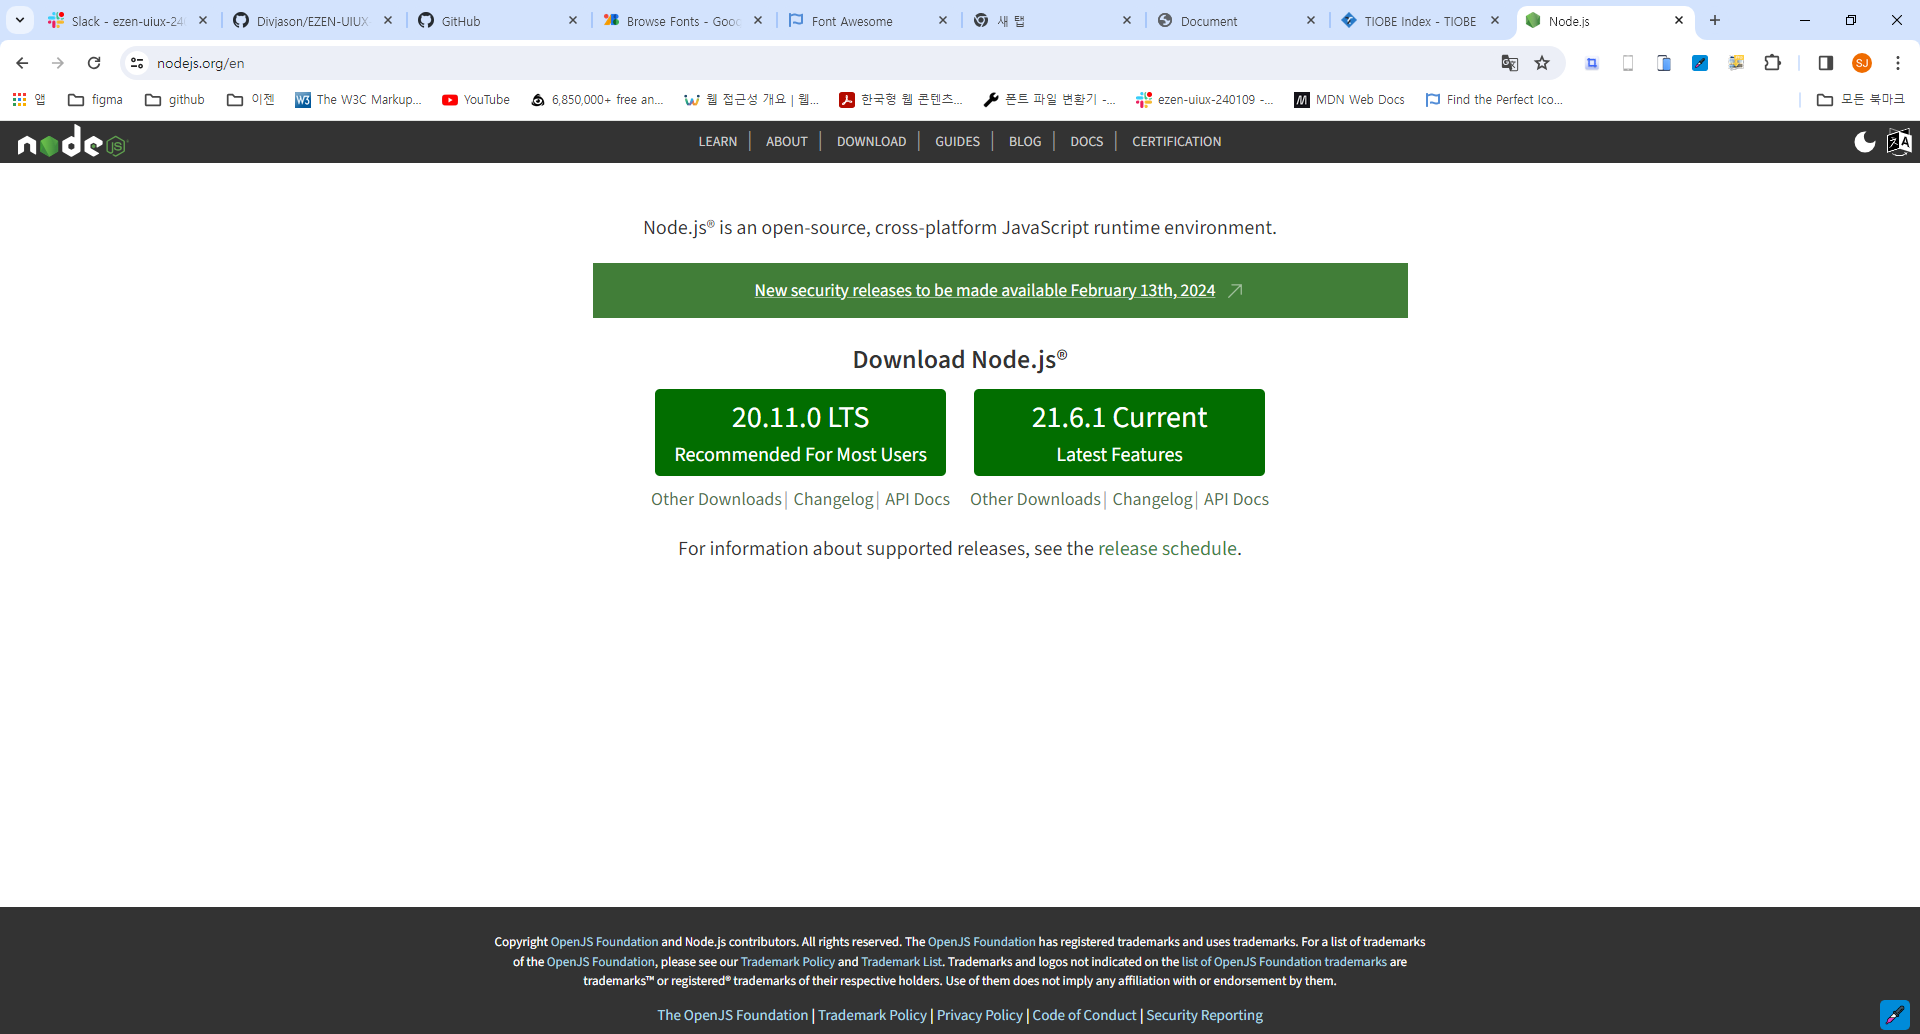 Slack - ezen-uiux-240
Divjason/EZEN-UIUX
GitHub
Browse Fonts - Goo
Font Awesome
새 탭
Document
TIOBE Index - TIOBE
Node.js
nodejs.org/en
앱
figma
github
이젠
The W3C Markup...
YouTube
6,850,000+ free an...
웹 접근성 개요 | 웹...
한국형 웹 콘텐츠...
폰트 파일 변환기 -...
ezen-uiux-240109 -...
MDN Web Docs
Find the Perfect Ico...
모든 북마크
node JS
LEARN
ABOUT
DOWNLOAD
GUIDES
BLOG
DOCS
CERTIFICATION
Node.js® is an open-source, cross-platform JavaScript runtime environment.
New security releases to be made available February 13th, 2024
Download Node.js®
20.11.0 LTS
Recommended For Most Users
21.6.1 Current
Latest Features
Other Downloads | Changelog | API Docs
Other Downloads | Changelog | API Docs
For information about supported releases, see the release schedule.
Copyright OpenJS Foundation and Node.js contributors. All rights reserved. The OpenJS Foundation has registered trademarks and uses trademarks. For a list of trademarks
of the OpenJS Foundation, please see our Trademark Policy and Trademark List. Trademarks and logos not indicated on the list of OpenJS Foundation trademarks are
trademarks™ or registered® trademarks of their respective holders. Use of them does not imply any affiliation with or endorsement by them.
The OpenJS Foundation | Trademark Policy | Privacy Policy | Code of Conduct | Security Reporting